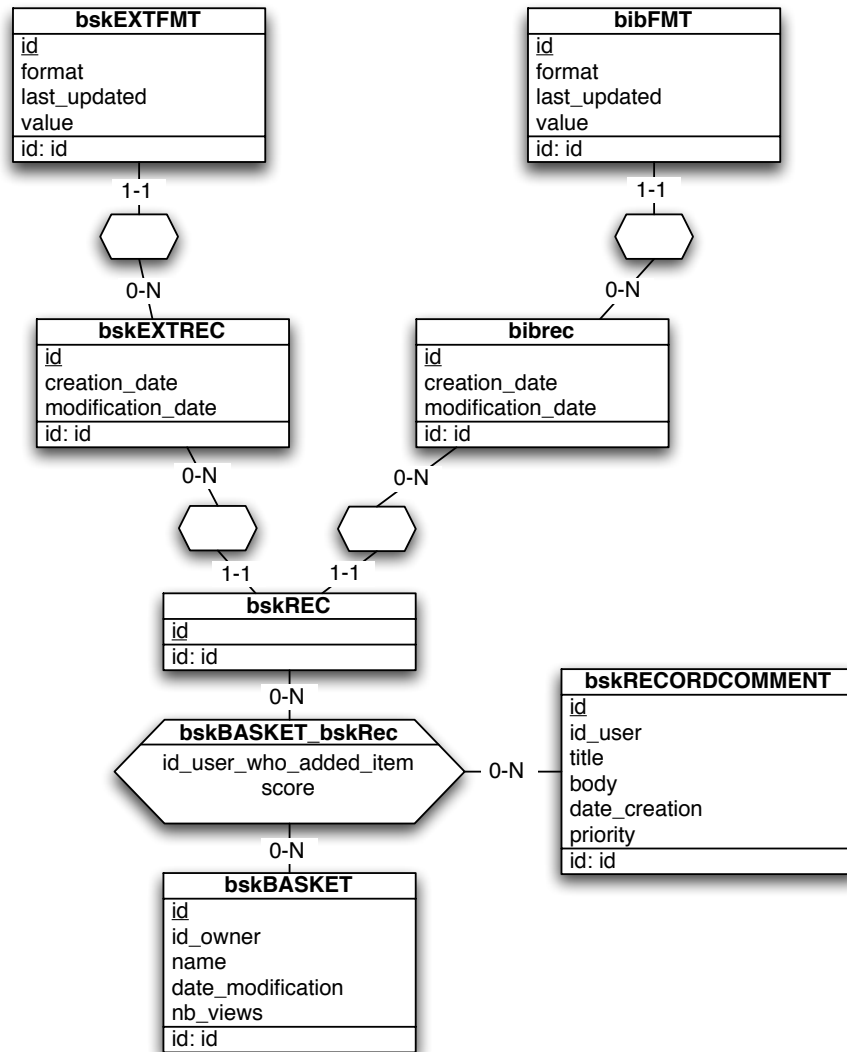 bskEXTFMT
id
format
last_updated
value
id: id
bibFMT
id
format
last_updated
value
id: id
1-1
1-1
0-N
0-N
bskEXTREC
id
creation_date
modification_date
id: id
bibrec
id
creation_date
modification_date
id: id
0-N
0-N
1-1
1-1
bskREC
id
id: id
0-N
bskBASKET_bskRec
id_user_who_added_item
score
0-N
bskRECORDCOMMENT
id
id_user
title
body
date_creation
priority
id: id
0-N
bskBASKET
id
id_owner
name
date_modification
nb_views
id: id